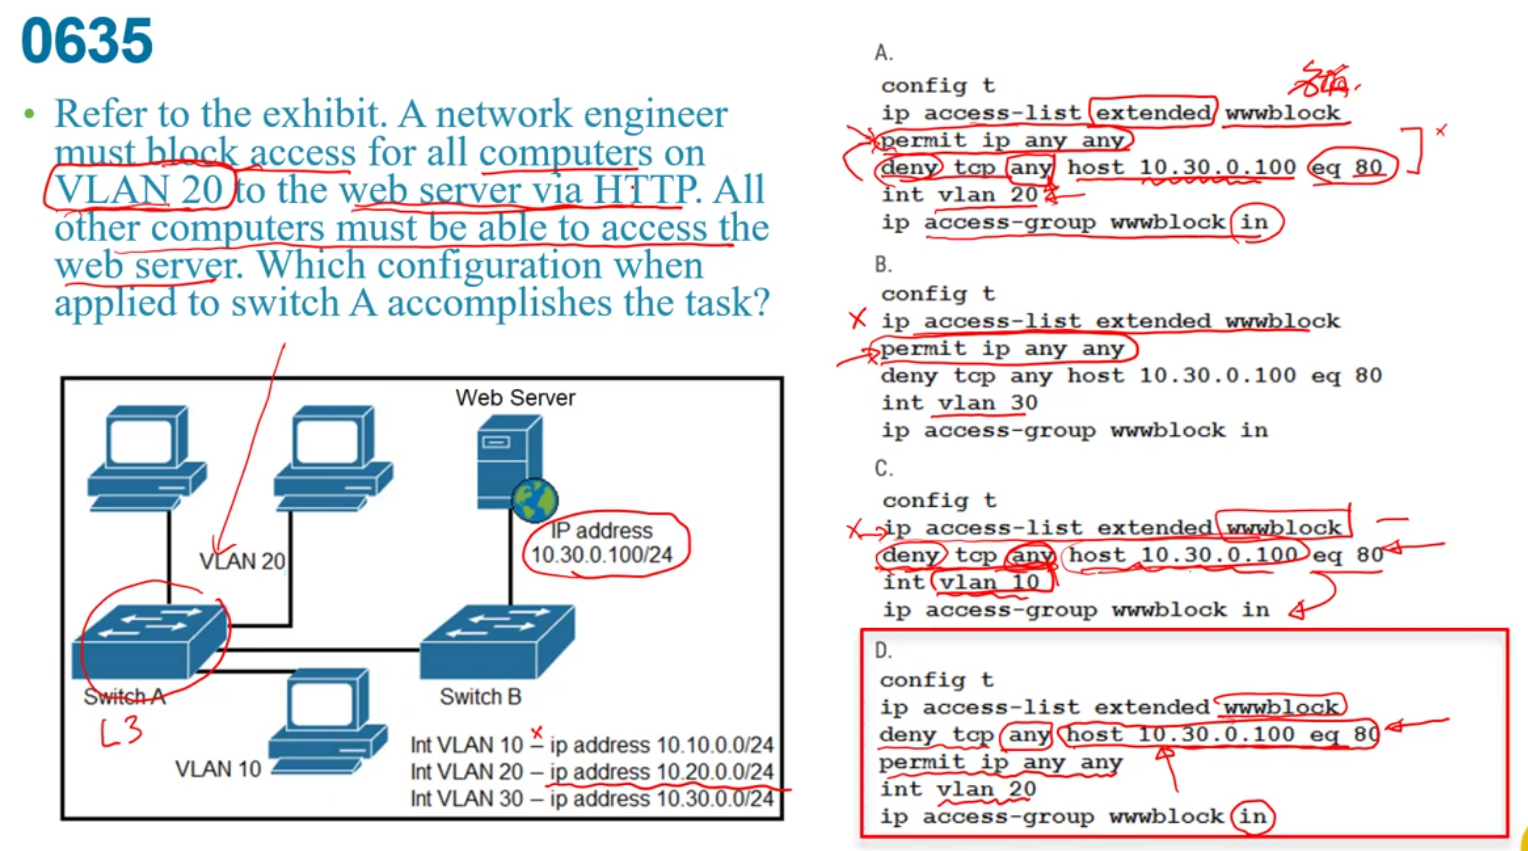 0635
• Refer to the exhibit. A network engineer
must block access for all computers on
VLAN 20 to the web server via HTTP. All
other computers must be able to access the
web server. Which configuration when
applied to switch A accomplishes the task?
Web Server
IP address
10.30.0.100/24
VLAN 20
Switch A
L3
Switch B
VLAN 10
Int VLAN 10 – ip address 10.10.0.0/24
Int VLAN 20 – ip address 10.20.0.0/24
Int VLAN 30 – ip address 10.30.0.0/24
A.
config t
ip access-list extended wwwblock
permit ip any any
deny tcp any host 10.30.0.100 eq 80
int vlan 20
ip access-group wwwblock in
B.
config t
ip access-list extended wwwblock
permit ip any any
deny tcp any host 10.30.0.100 eq 80
int vlan 30
ip access-group wwwblock in
C.
config t
ip access-list extended wwwblock
deny tcp any host 10.30.0.100 eq 80
int vlan 10
ip access-group wwwblock in
D.
config t
ip access-list extended wwwblock
deny tcp any host 10.30.0.100 eq 80
permit ip any any
int vlan 20
ip access-group wwwblock in